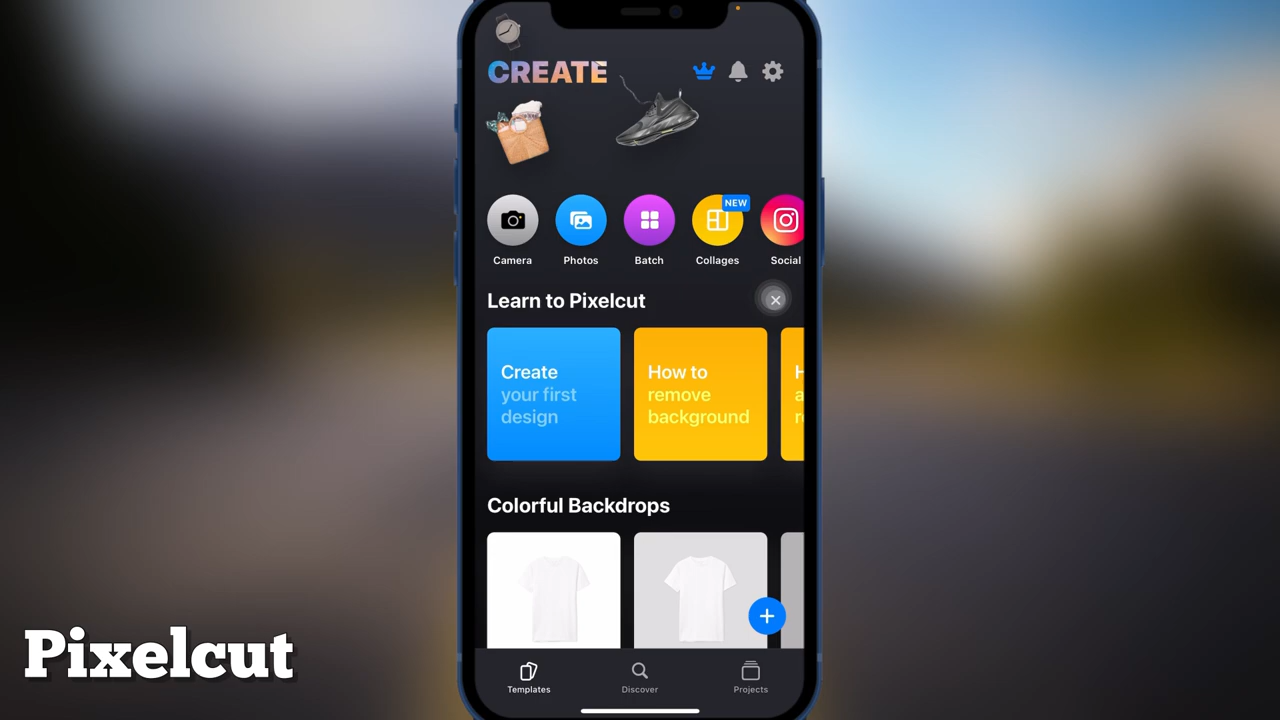 CREATE
NEW
Camera
Photos
Batch
Collages
Social
Learn to Pixelcut
Create
your first
design
How to
remove
background
H
a
r
Colorful Backdrops
Templates
Discover
Projects
Pixelcut